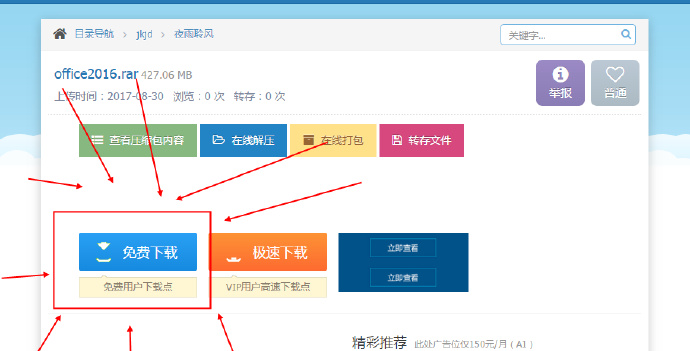 目录导航 > jkjd > 夜雨聆风
关键字...
office2016.rar 427.06 MB
上传时间：2017-08-30 浏览：0 次 转存：0 次
举报
普通
查看压缩包内容
在线解压
在线打包
转存文件
免费下载
极速下载
立即查看
免费用户下载点
VIP用户高速下载点
立即查看
精彩推荐 此处广告位仅150元/月（A1）